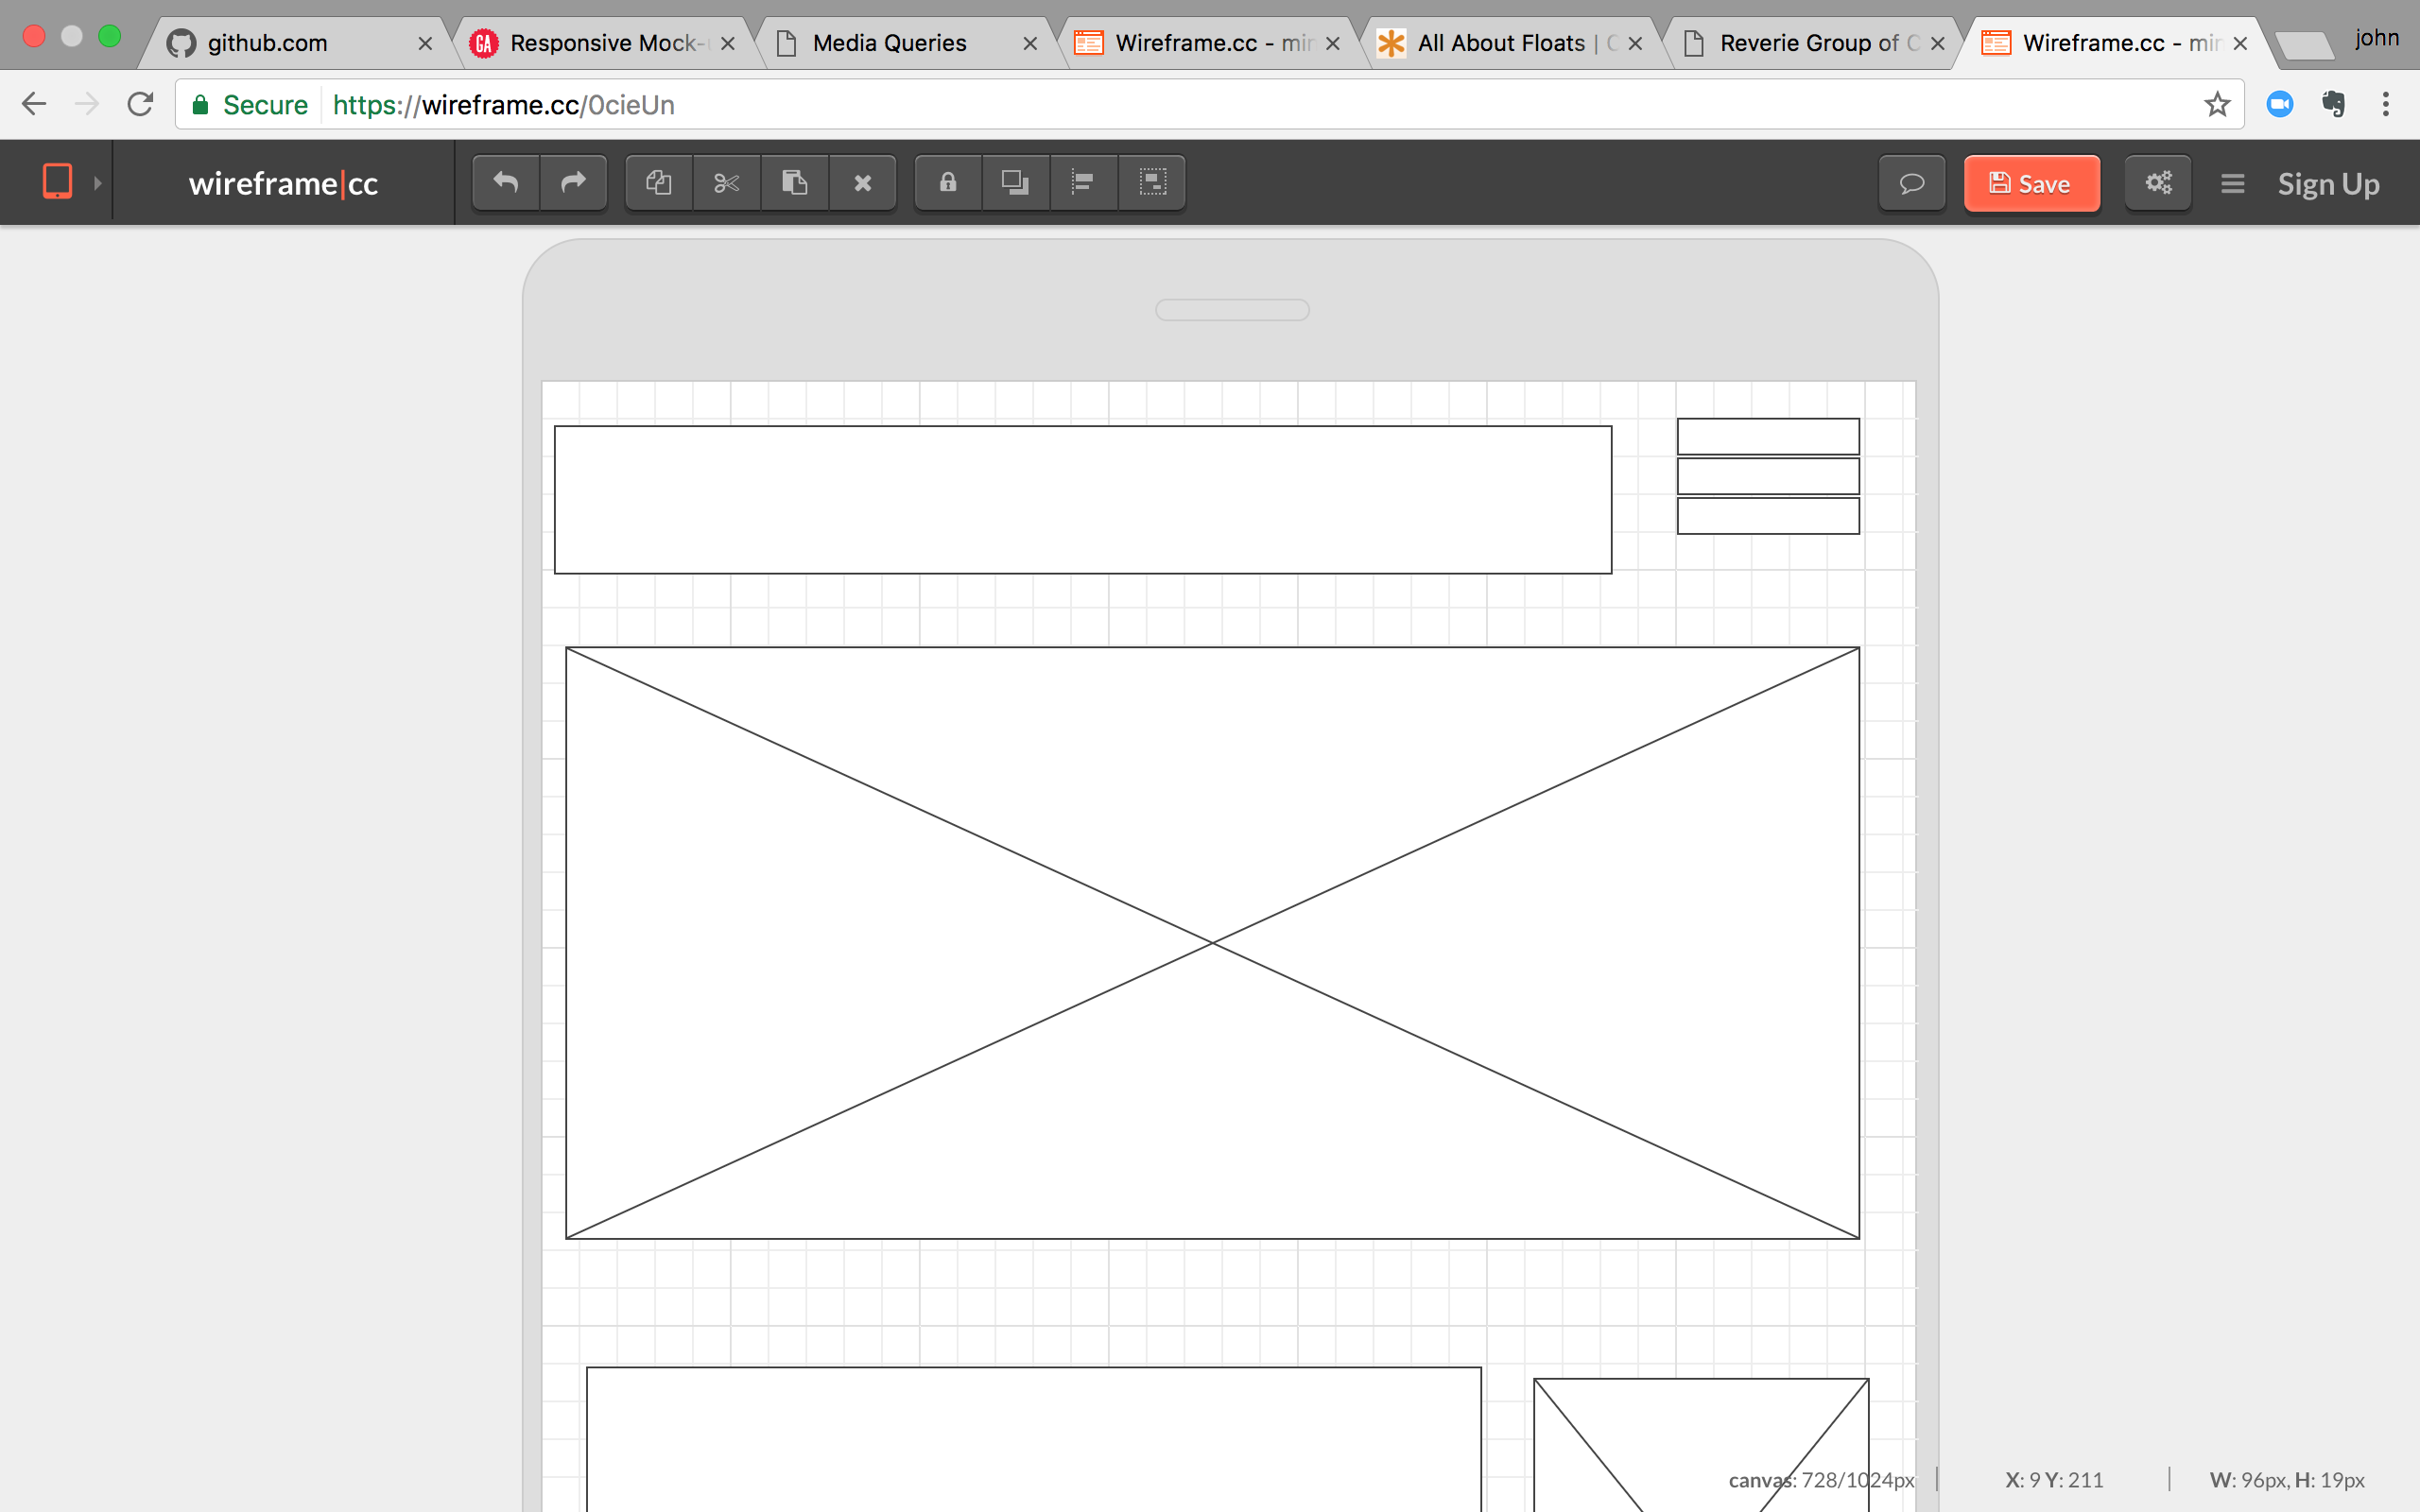 github.com
Responsive Mock-
Media Queries
Wireframe.cc - mir
All About Floats | C
Reverie Group of C
Wireframe.cc - mir
john
Secure https://wireframe.cc/0cieUn
wireframe|cc
Save
Sign Up
canvas: 728/1024px
X: 9 Y: 211
W: 96px, H: 19px